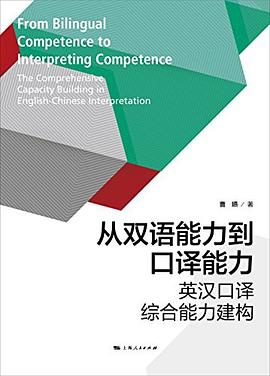 From Bilingual
Competence to
Interpreting Competence
The Comprehensive
Capacity Building in
English-Chinese Interpretation
曹嬿 / 著
从双语能力到
口译能力
英汉口译
综合能力建构
上海人民出版社